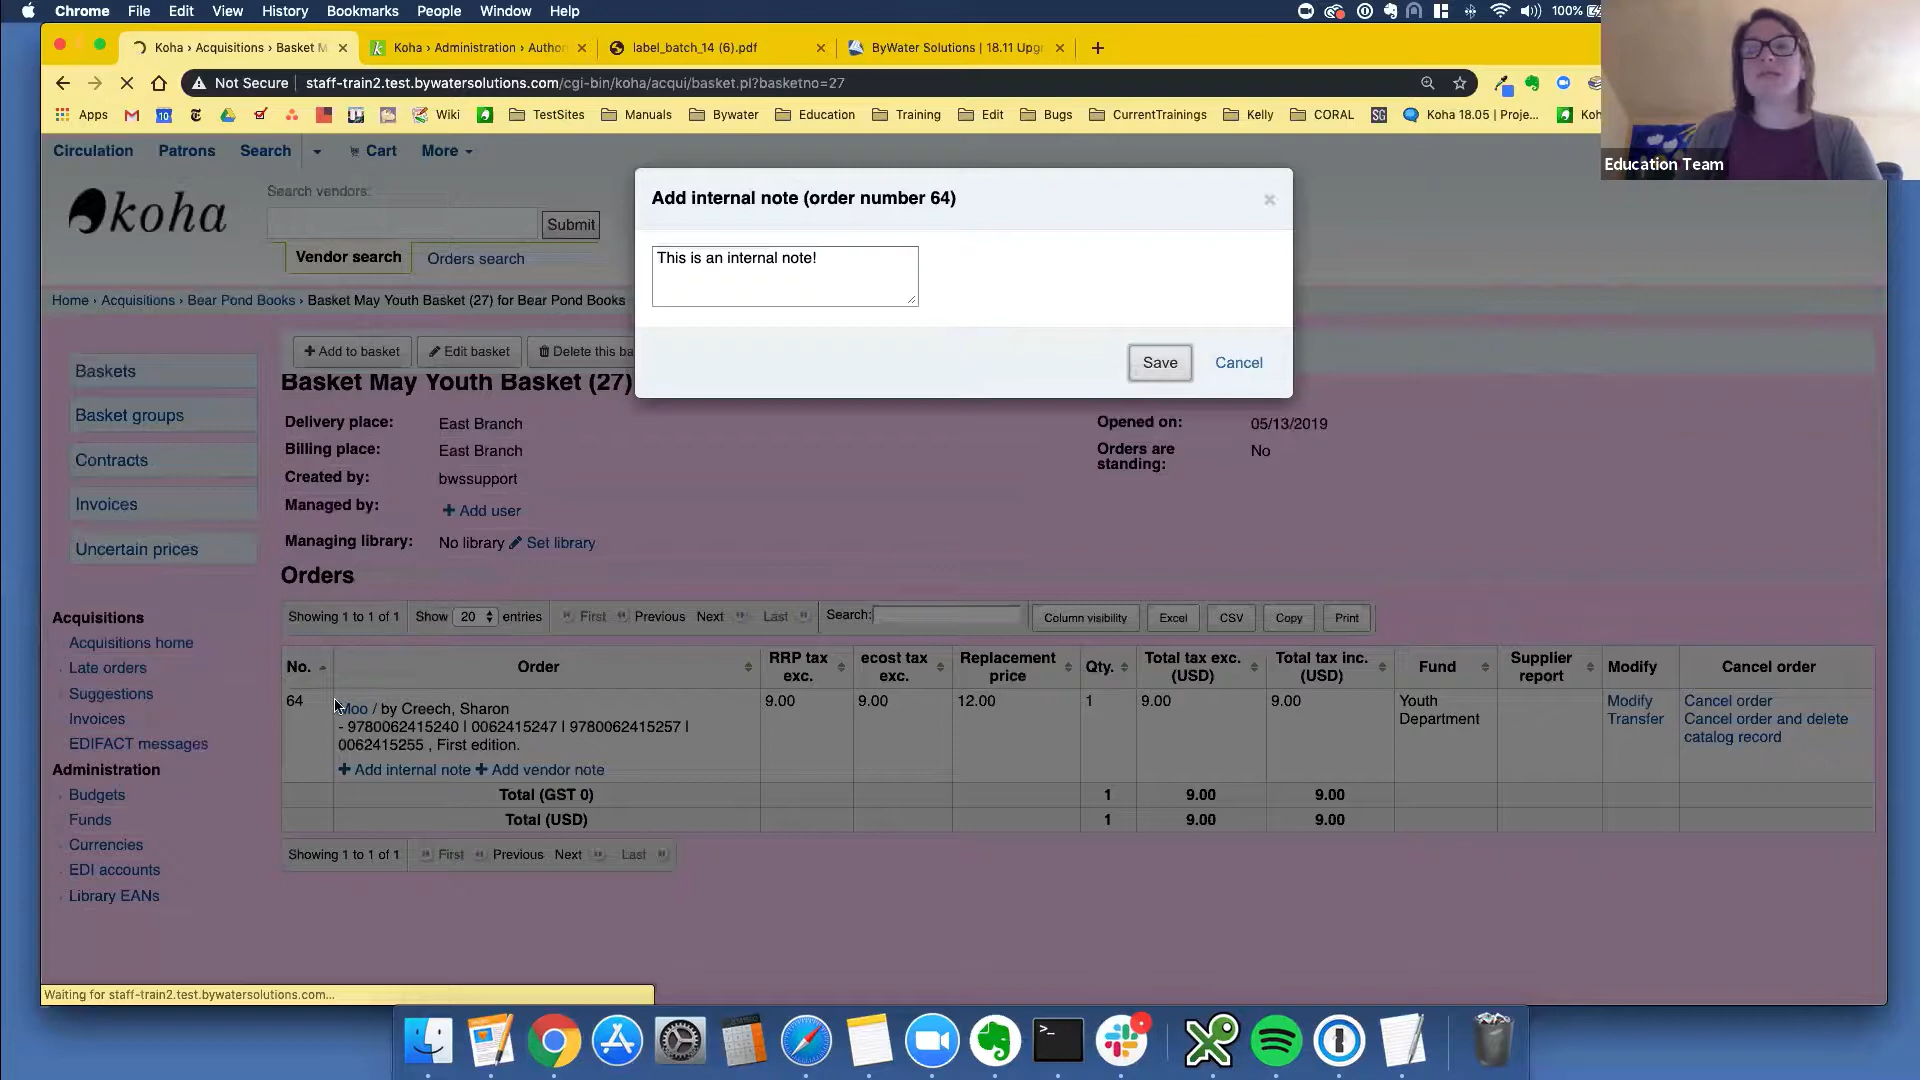 Chrome File Edit View History Bookmarks People Window Help 100%
Koha › Acquisitions › Basket M
Koha › Administration › Author
label_batch_14 (6).pdf
ByWater Solutions | 18.11 Upg
Not Secure | staff-train2.test.bywatersolutions.com/cgi-bin/koha/acqui/basket.pl?basketno=27
Apps Wiki TestSites Manuals Bywater Education Training Edit Bugs CurrentTrainings Kelly CORAL SG Koha 18.05 | Proje... Koh
Education Team
Circulation Patrons Search Cart More
koha
Search vendors:
Submit
Vendor search Orders search
Add internal note (order number 64)
This is an internal note!
Save Cancel
Home › Acquisitions › Bear Pond Books › Basket May Youth Basket (27) for Bear Pond Books
Baskets
Basket groups
Contracts
Invoices
Uncertain prices
Acquisitions
Acquisitions home
Late orders
Suggestions
Invoices
EDIFACT messages
Administration
Budgets
Funds
Currencies
EDI accounts
Library EANs
+ Add to basket Edit basket Delete this ba
Basket May Youth Basket (27)
Delivery place: East Branch
Billing place: East Branch
Created by: bwssupport
Managed by: + Add user
Managing library: No library Set library
Opened on: 05/13/2019
Orders are standing: No
Orders
Showing 1 to 1 of 1 Show 20 entries First Previous Next Last Search: Column visibility Excel CSV Copy Print
No. Order RRP tax exc. ecost tax exc. Replacement price Qty. Total tax exc. (USD) Total tax inc. (USD) Fund Supplier report Modify Cancel order
64 Moo / by Creech, Sharon 9.00 9.00 12.00 1 9.00 9.00 Youth Department Modify Transfer Cancel order
- 9780062415240 | 0062415247 | 9780062415257 | Cancel order and delete catalog record
0062415255 , First edition.
+ Add internal note + Add vendor note
Total (GST 0) 1 9.00 9.00
Total (USD) 1 9.00 9.00
Showing 1 to 1 of 1 First Previous Next Last
Waiting for staff-train2.test.bywatersolutions.com...